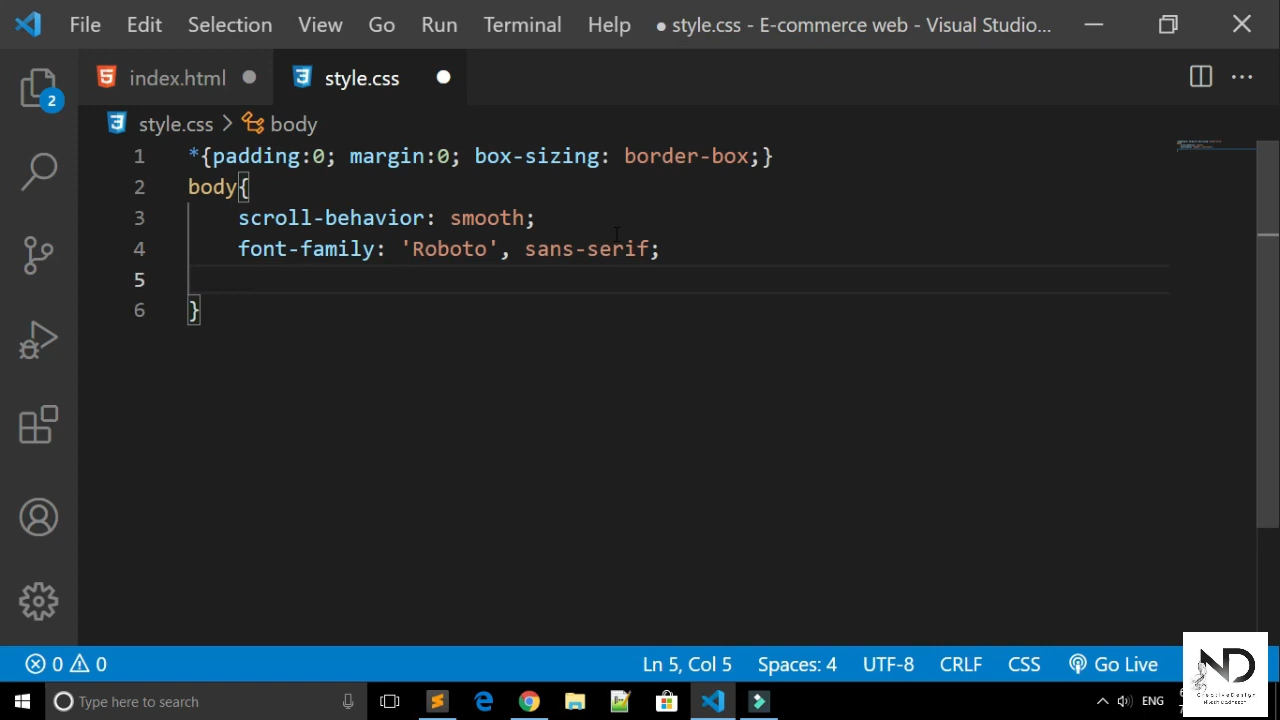 File Edit Selection View Go Run Terminal Help ● style.css - E-commerce web - Visual Studio...
index.html style.css
2
style.css > body
1 *{padding:0; margin:0; box-sizing: border-box;}
2 body{
3 scroll-behavior: smooth;
4 font-family: 'Roboto', sans-serif;
5
6 }
0 0 Ln 5, Col 5 Spaces: 4 UTF-8 CRLF CSS Go Live
ND
CreativeDesign
Type here to search ENG